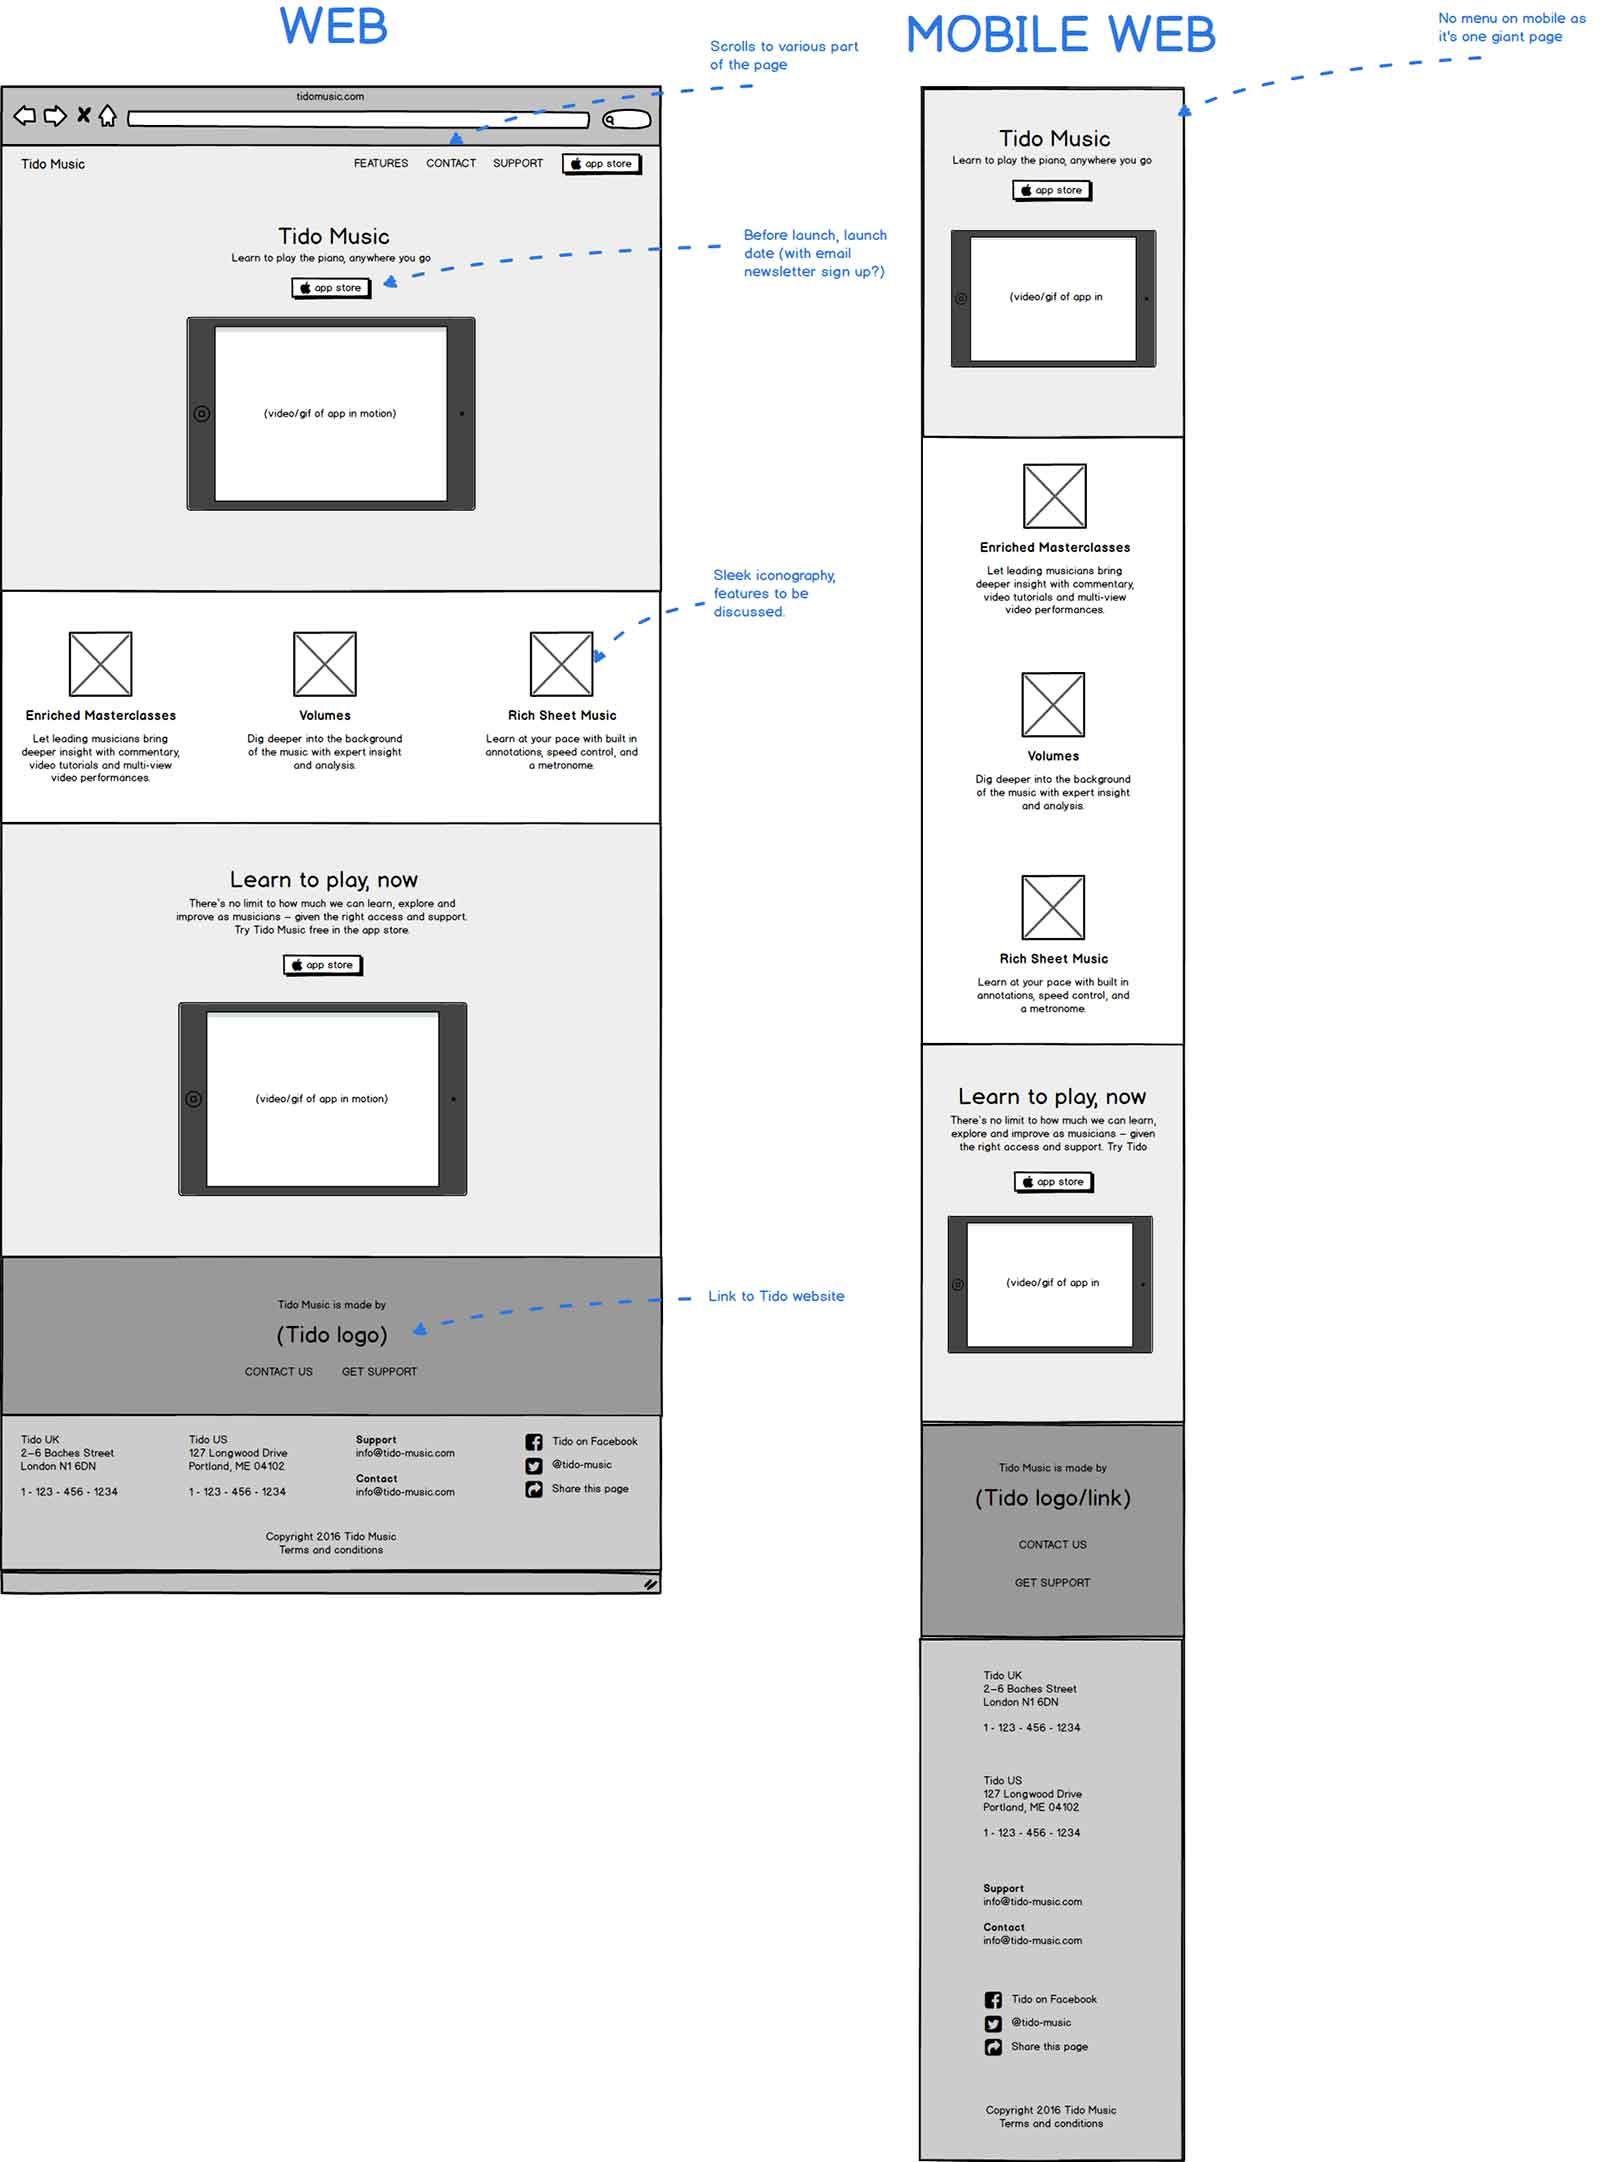 WEB
Scrolls to various part
of the page
tidomusic.com
Tido Music
FEATURES CONTACT SUPPORT app store
Tido Music
Learn to play the piano, anywhere you go
app store
Before launch, launch
date (with email
newsletter sign up?)
(video/gif of app in motion)
Sleek iconography,
features to be
discussed.
Enriched Masterclasses
Let leading musicians bring
deeper insight with commentary,
video tutorials and multi-view
video performances.
Volumes
Dig deeper into the background
of the music with expert insight
and analysis.
Rich Sheet Music
Learn at your pace with built in
annotations, speed control, and
a metronome.
Learn to play, now
There's no limit to how much we can learn, explore and
improve as musicians – given the right access and support.
Try Tido Music free in the app store.
app store
(video/gif of app in motion)
Tido Music is made by
(Tido logo)
Link to Tido website
CONTACT US GET SUPPORT
Tido UK
2–6 Baches Street
London N1 6DN
1 - 123 - 456 - 1234
Tido US
127 Longwood Drive
Portland, ME 04102
1 - 123 - 456 - 1234
Support
info@tido-music.com
Contact
info@tido-music.com
Tido on Facebook
@tido-music
Share this page
Copyright 2016 Tido Music
Terms and conditions
MOBILE WEB
No menu on mobile as
it's one giant page
Tido Music
Learn to play the piano, anywhere you go
app store
(video/gif of app in
Enriched Masterclasses
Let leading musicians bring
deeper insight with commentary,
video tutorials and multi-view
video performances.
Volumes
Dig deeper into the background
of the music with expert insight
and analysis.
Rich Sheet Music
Learn at your pace with built in
annotations, speed control, and
a metronome.
Learn to play, now
There's no limit to how much we can learn,
explore and improve as musicians – given
the right access and support. Try Tido
app store
(video/gif of app in
Tido Music is made by
(Tido logo/link)
CONTACT US
GET SUPPORT
Tido UK
2–6 Baches Street
London N1 6DN
1 - 123 - 456 - 1234
Tido US
127 Longwood Drive
Portland, ME 04102
1 - 123 - 456 - 1234
Support
info@tido-music.com
Contact
info@tido-music.com
Tido on Facebook
@tido-music
Share this page
Copyright 2016 Tido Music
Terms and conditions